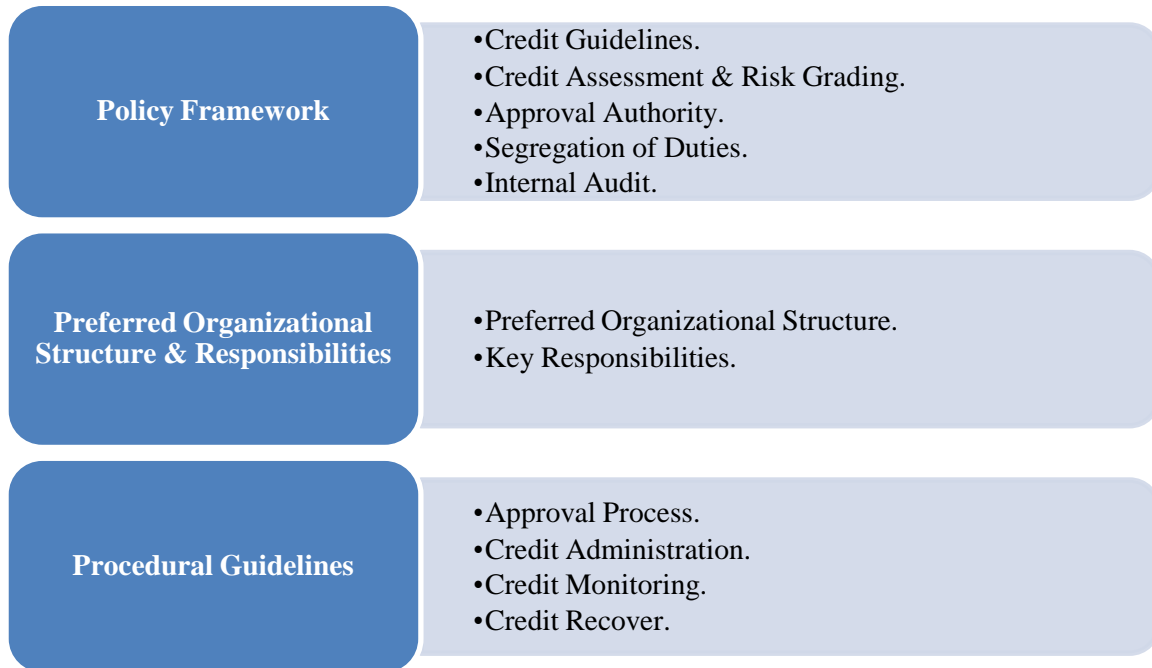 Policy Framework
•Credit Guidelines.
•Credit Assessment & Risk Grading.
•Approval Authority.
•Segregation of Duties.
•Internal Audit.
Preferred Organizational
Structure & Responsibilities
•Preferred Organizational Structure.
•Key Responsibilities.
Procedural Guidelines
•Approval Process.
•Credit Administration.
•Credit Monitoring.
•Credit Recover.